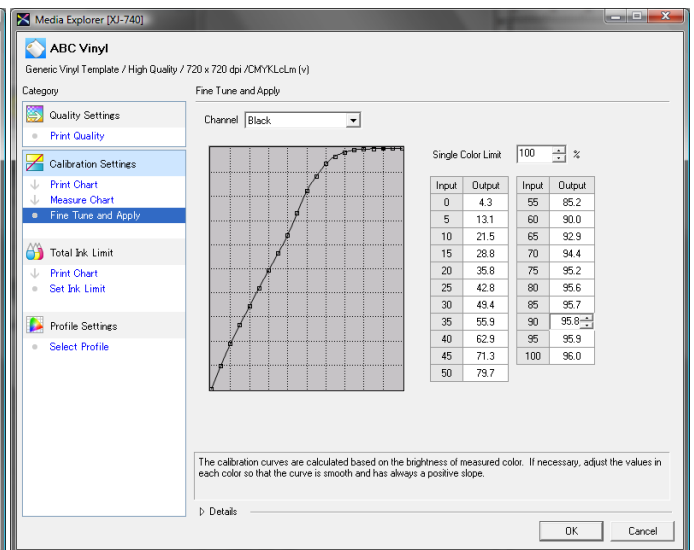 Media Explorer [XJ-740]
ABC Vinyl
Generic Vinyl Template / High Quality / 720 x 720 dpi /CMYKLcLm (v)
Category
Quality Settings
Print Quality
Calibration Settings
Print Chart
Measure Chart
Fine Tune and Apply
Total Ink Limit
Print Chart
Set Ink Limit
Profile Settings
Select Profile
Fine Tune and Apply
Channel Black
Single Color Limit 100 %
Input Output Input Output
0 4.3 55 85.2
5 13.1 60 90.0
10 21.5 65 92.9
15 28.8 70 94.4
20 35.8 75 95.2
25 42.8 80 95.6
30 49.4 85 95.7
35 55.9 90 95.8
40 62.9 95 95.9
45 71.3 100 96.0
50 79.7
The calibration curves are calculated based on the brightness of measured color. If necessary, adjust the values in
each color so that the curve is smooth and has always a positive slope.
Details
OK Cancel